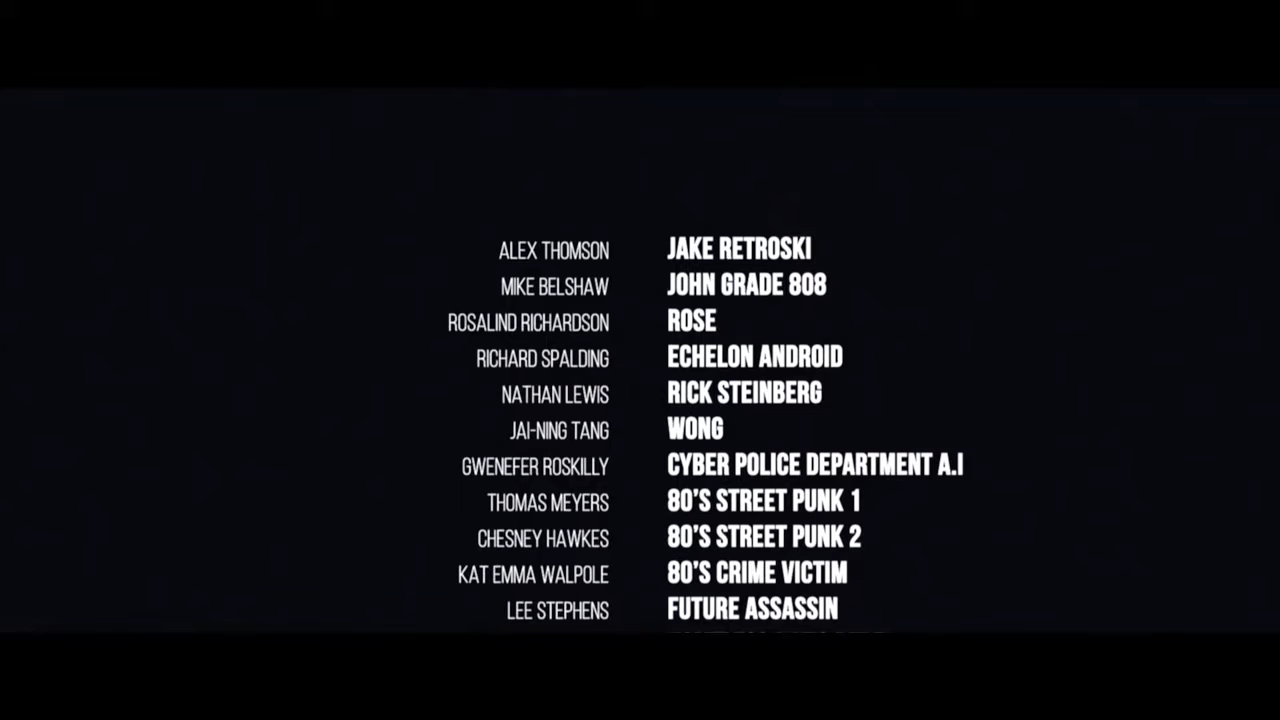 ALEX THOMSON JAKE RETROSKI
MIKE BELSHAW JOHN GRADE 808
ROSALIND RICHARDSON ROSE
RICHARD SPALDING ECHELON ANDROID
NATHAN LEWIS RICK STEINBERG
JAI-NING TANG WONG
GWENEFER ROSKILLY CYBER POLICE DEPARTMENT A.I
THOMAS MEYERS 80'S STREET PUNK 1
CHESNEY HAWKES 80'S STREET PUNK 2
KAT EMMA WALPOLE 80'S CRIME VICTIM
LEE STEPHENS FUTURE ASSASSIN